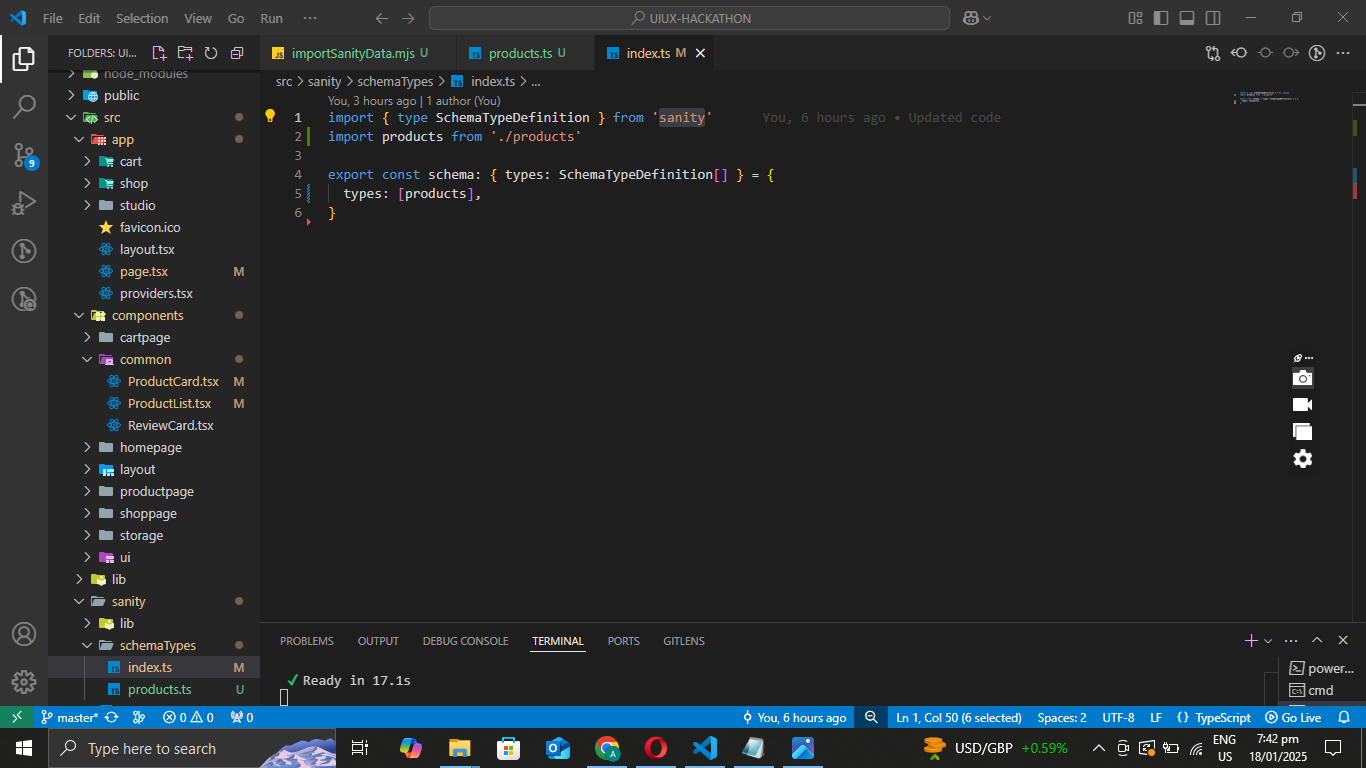 File Edit Selection View Go Run ··· UIUX-HACKATHON
FOLDERS: UI...
importSanityData.mjs U
products.ts U
index.ts M
src > sanity > schemaTypes > index.ts > ...
You, 3 hours ago | 1 author (You)
1 import { type SchemaTypeDefinition } from 'sanity' You, 6 hours ago • Updated code
2 import products from './products'
3
4 export const schema: { types: SchemaTypeDefinition[] } = {
5 types: [products],
6 }
node_modules
public
src
app
cart
shop
studio
favicon.ico
layout.tsx
page.tsx M
providers.tsx
components
cartpage
common
ProductCard.tsx M
ProductList.tsx M
ReviewCard.tsx
homepage
layout
productpage
shoppage
storage
ui
lib
sanity
lib
schemaTypes
index.ts M
products.ts U
9
PROBLEMS OUTPUT DEBUG CONSOLE TERMINAL PORTS GITLENS
✓ Ready in 17.1s
power...
cmd
master* 0 0 0 You, 6 hours ago Ln 1, Col 50 (6 selected) Spaces: 2 UTF-8 LF {} TypeScript Go Live
Type here to search
USD/GBP +0.59%
ENG
US
7:42 pm
18/01/2025